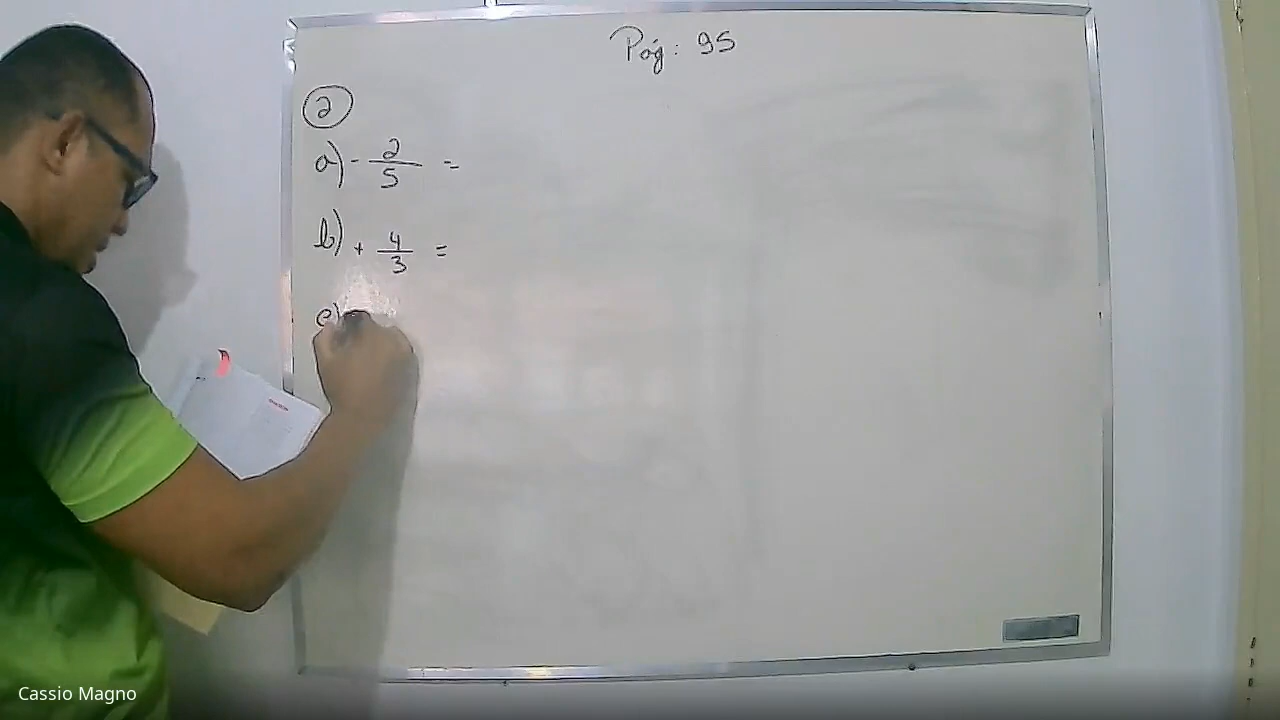 Pág: 95
2
a) - 2/5 =
b) + 4/3 =
c)
Cassio Magno